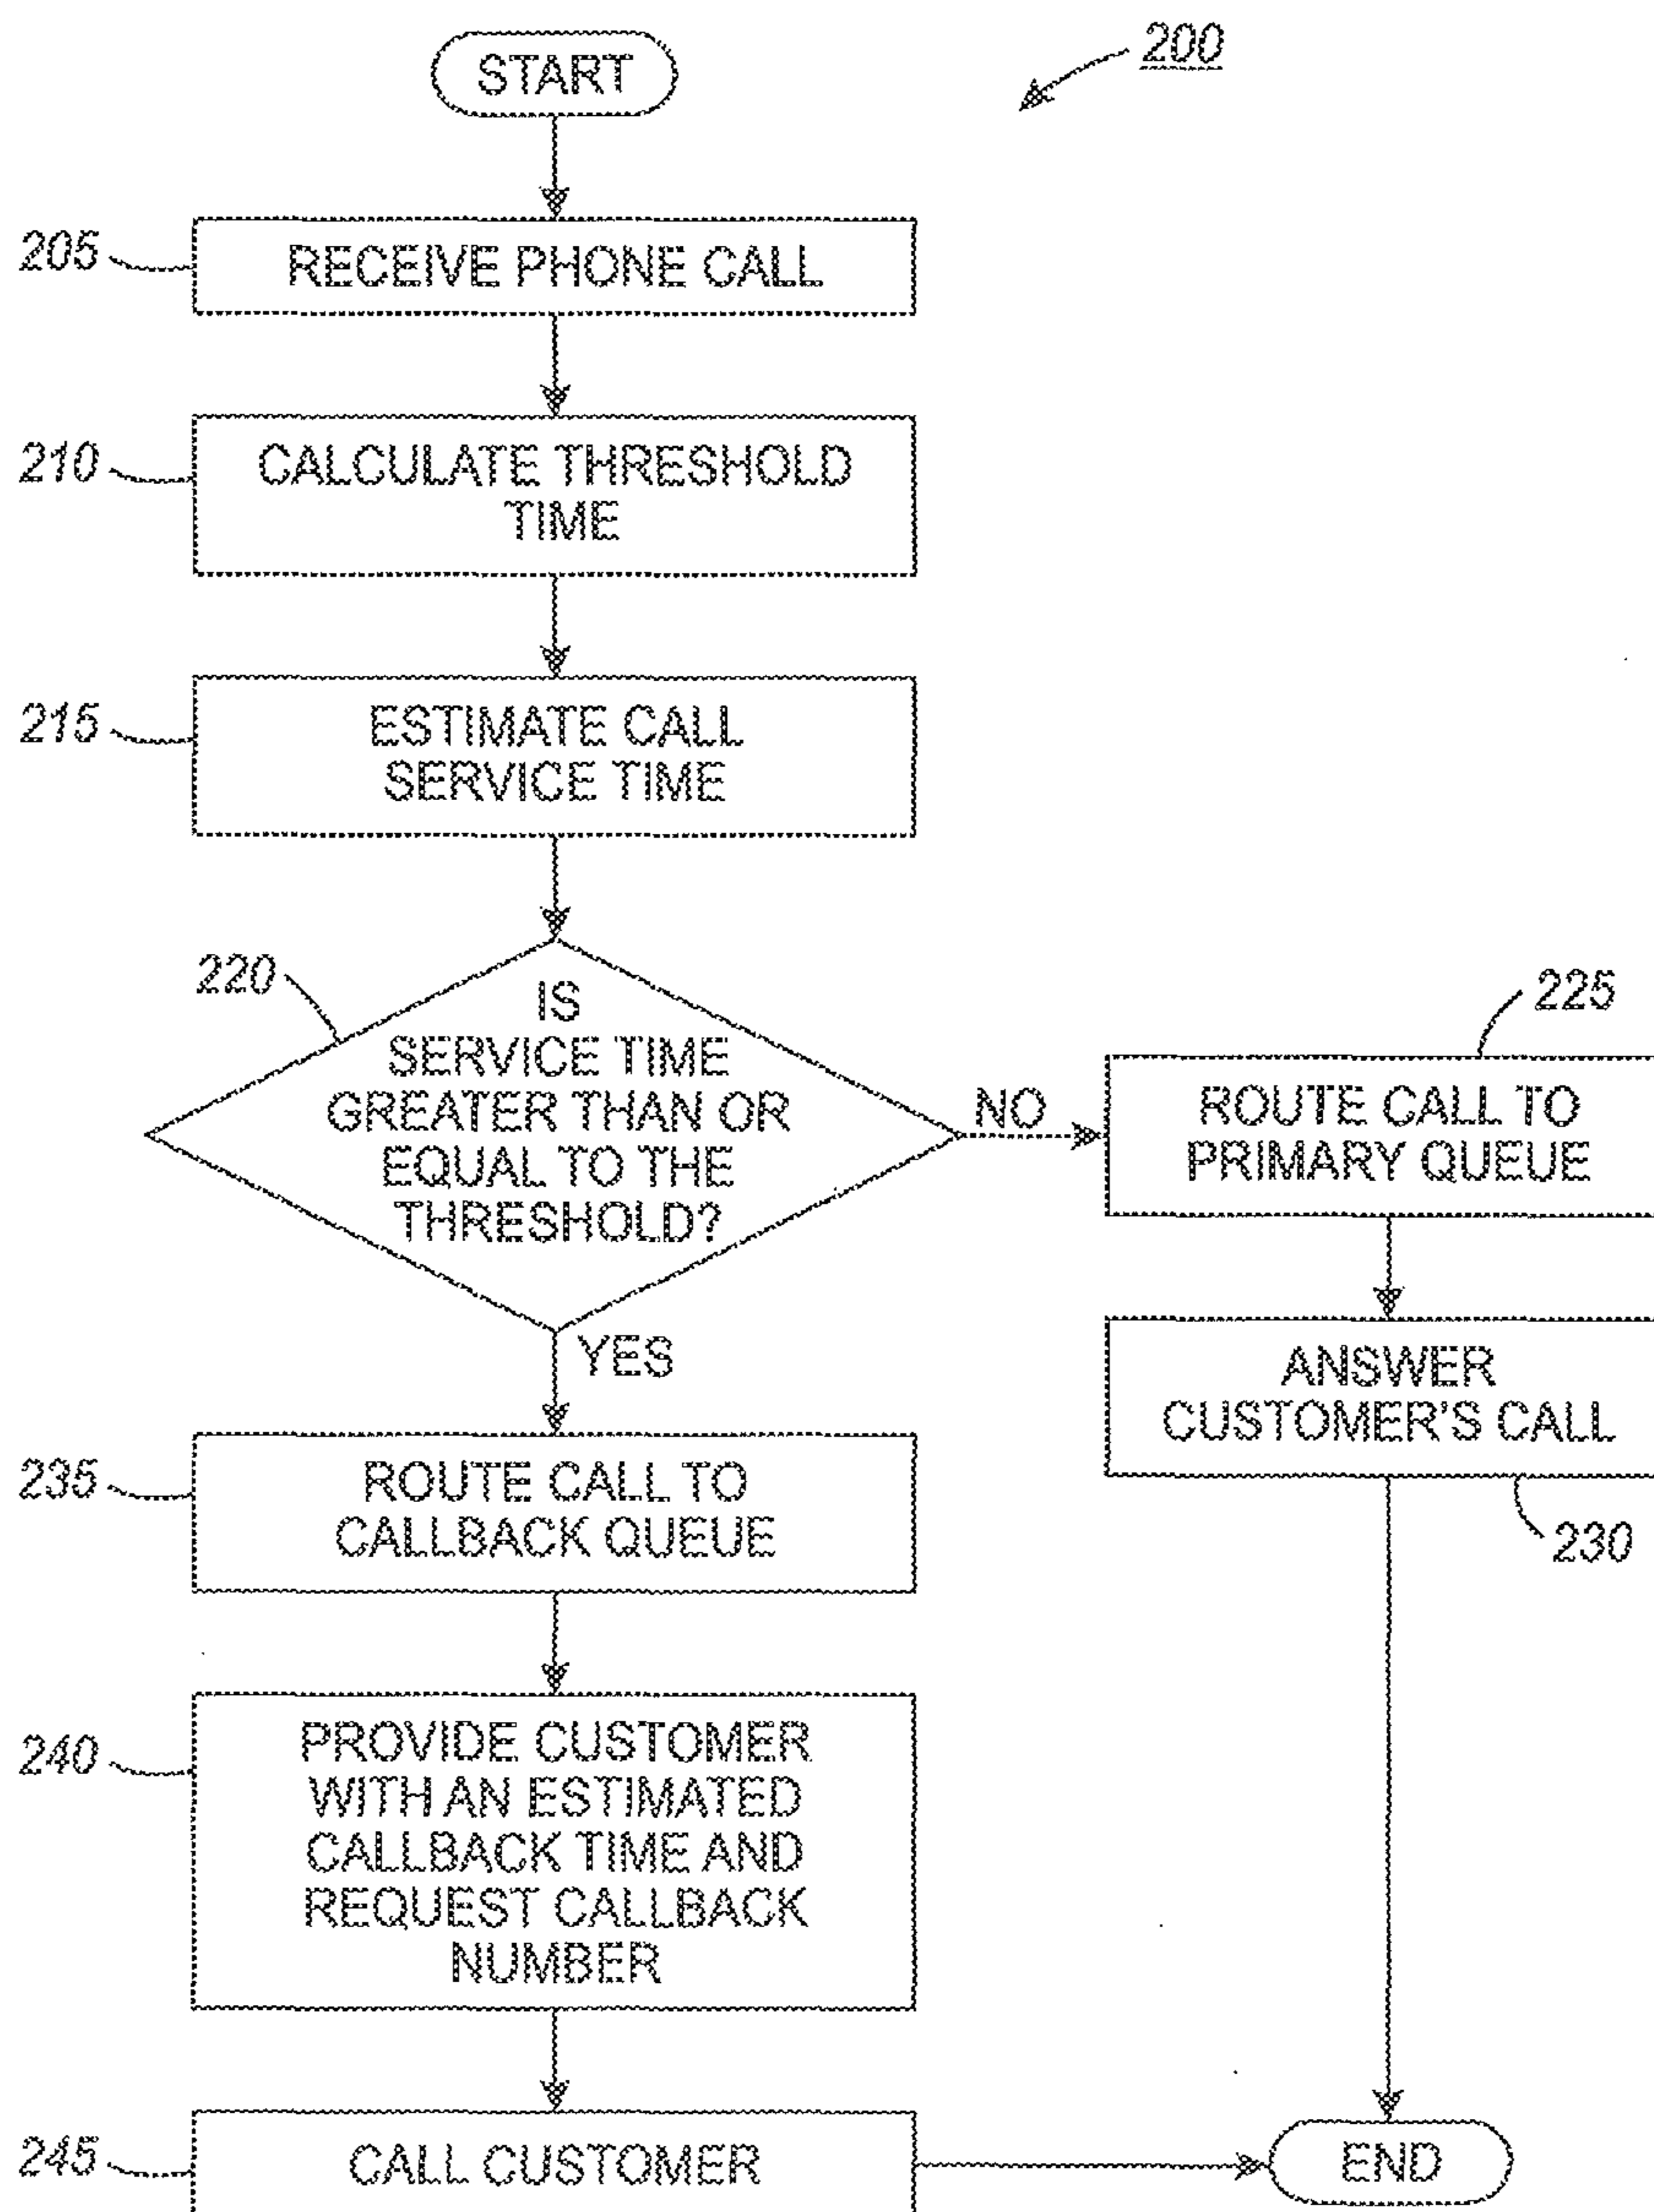 START
200
205
RECEIVE PHONE CALL
210
CALCULATE THRESHOLD
TIME
215
ESTIMATE CALL
SERVICE TIME
220
IS
SERVICE TIME
GREATER THAN OR
EQUAL TO THE
THRESHOLD?
NO
225
ROUTE CALL TO
PRIMARY QUEUE
YES
ANSWER
CUSTOMER'S CALL
230
235
ROUTE CALL TO
CALLBACK QUEUE
240
PROVIDE CUSTOMER
WITH AN ESTIMATED
CALLBACK TIME AND
REQUEST CALLBACK
NUMBER
245
CALL CUSTOMER
END